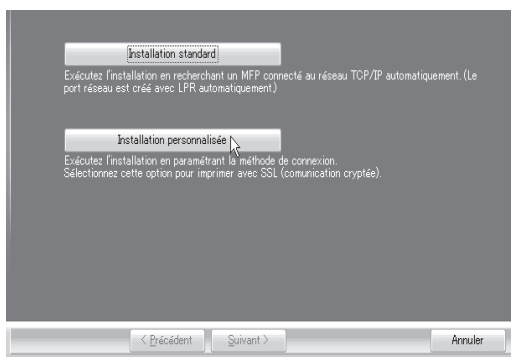 Installation standard
Exécutez l'installation en recherchant un MFP connecté au réseau TCP/IP automatiquement. (Le
port réseau est créé avec LPR automatiquement.)
Installation personnalisée
Exécutez l'installation en paramétrant la méthode de connexion.
Sélectionnez cette option pour imprimer avec SSL (comunication cryptée).
< Précédent
Suivant >
Annuler